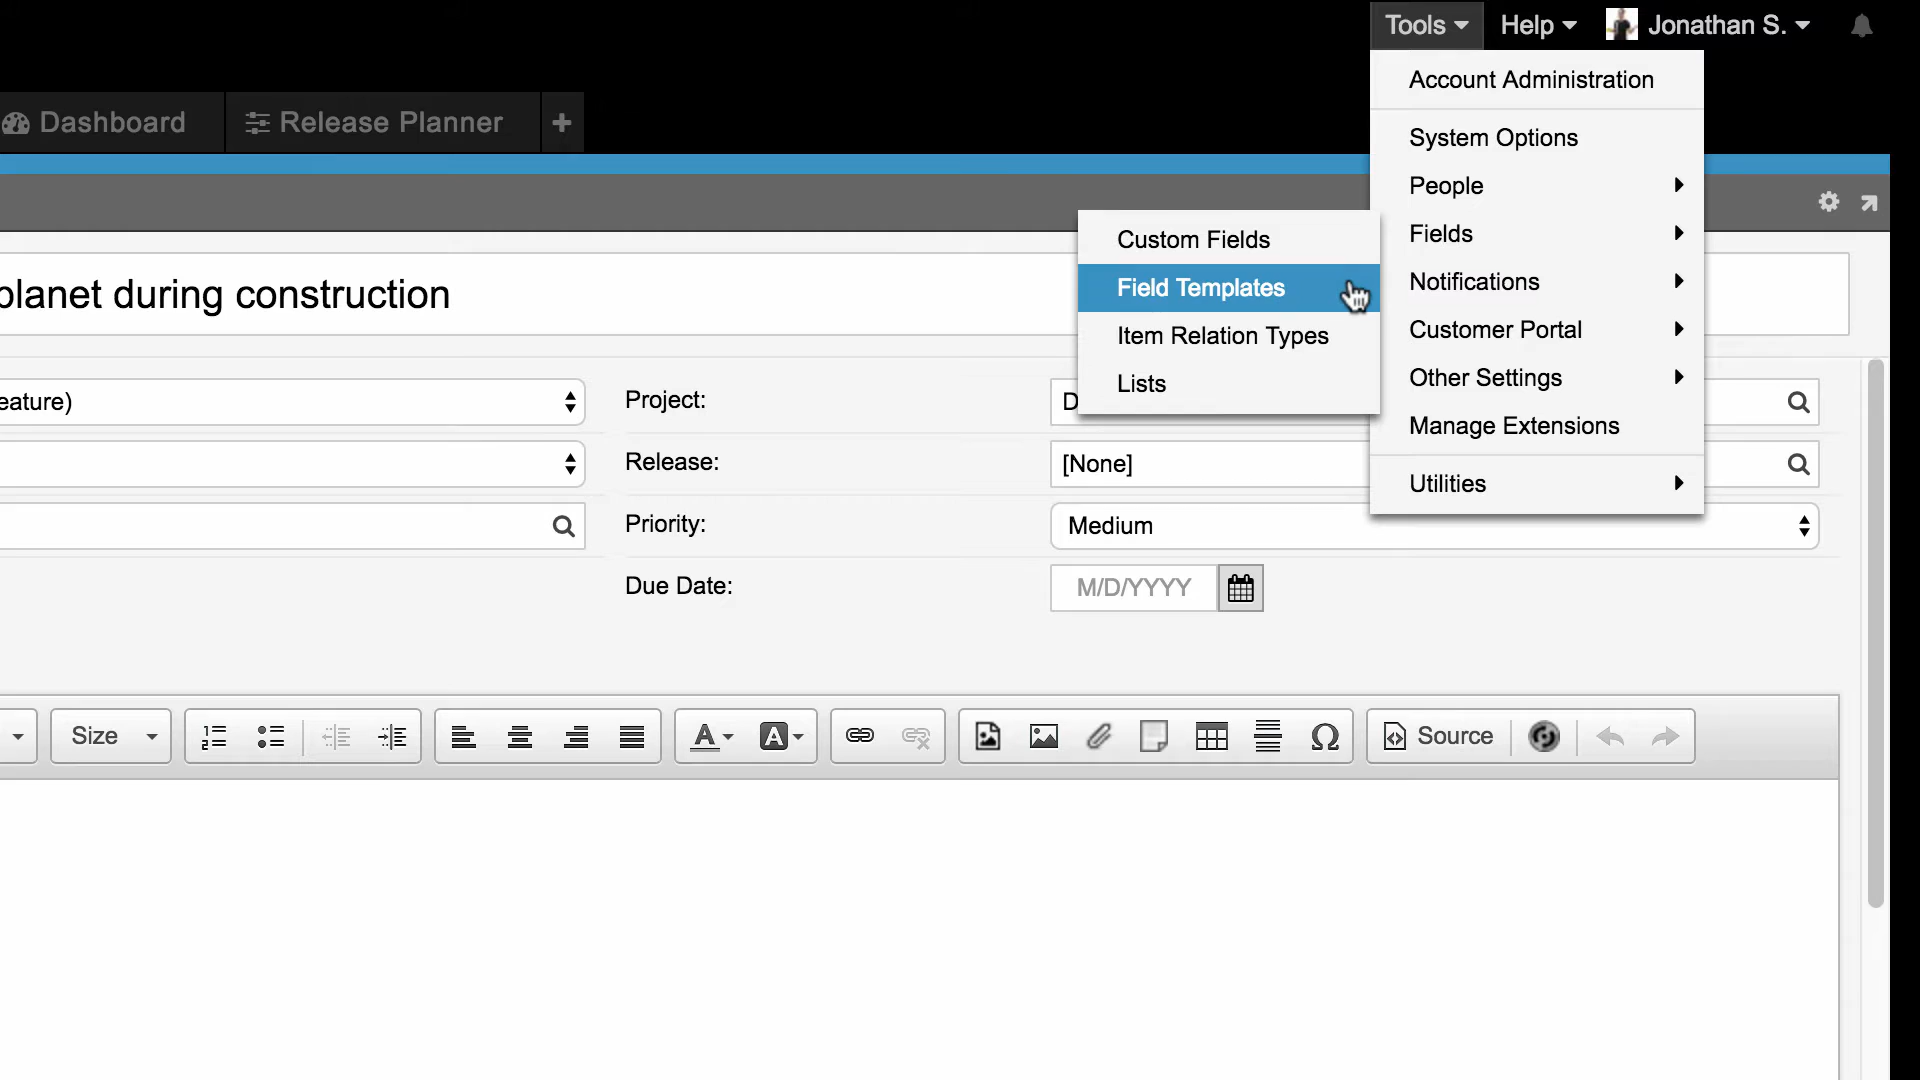 Tools Help Jonathan S.
Account Administration
Dashboard Release Planner +
System Options
People
Fields
Notifications
Customer Portal
Other Settings
Manage Extensions
Utilities
Custom Fields
Field Templates
Item Relation Types
Lists
planet during construction
eature) Project: D
Release: [None]
Priority: Medium
Due Date: M/D/YYYY
Size A A Ω Source